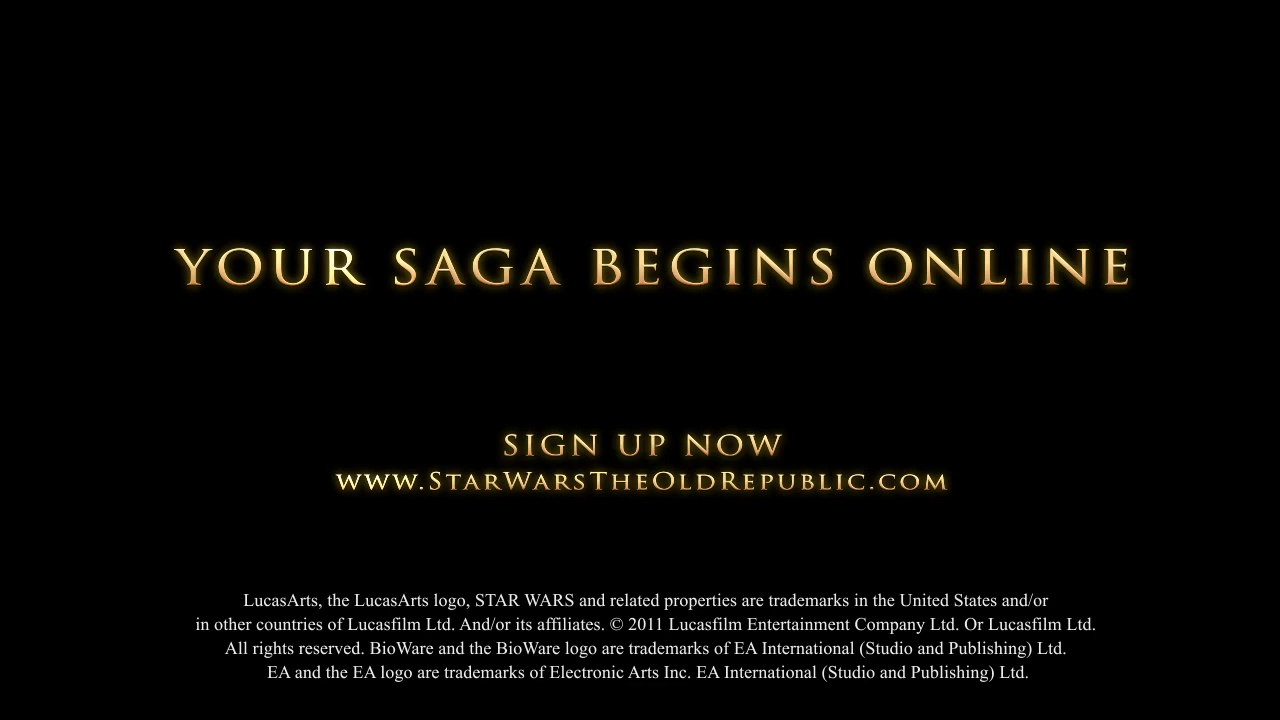 YOUR SAGA BEGINS ONLINE
SIGN UP NOW
WWW.STARWARSTHEOLDREPUBLIC.COM
LucasArts, the LucasArts logo, STAR WARS and related properties are trademarks in the United States and/or
in other countries of Lucasfilm Ltd. And/or its affiliates. © 2011 Lucasfilm Entertainment Company Ltd. Or Lucasfilm Ltd.
All rights reserved. BioWare and the BioWare logo are trademarks of EA International (Studio and Publishing) Ltd.
EA and the EA logo are trademarks of Electronic Arts Inc. EA International (Studio and Publishing) Ltd.